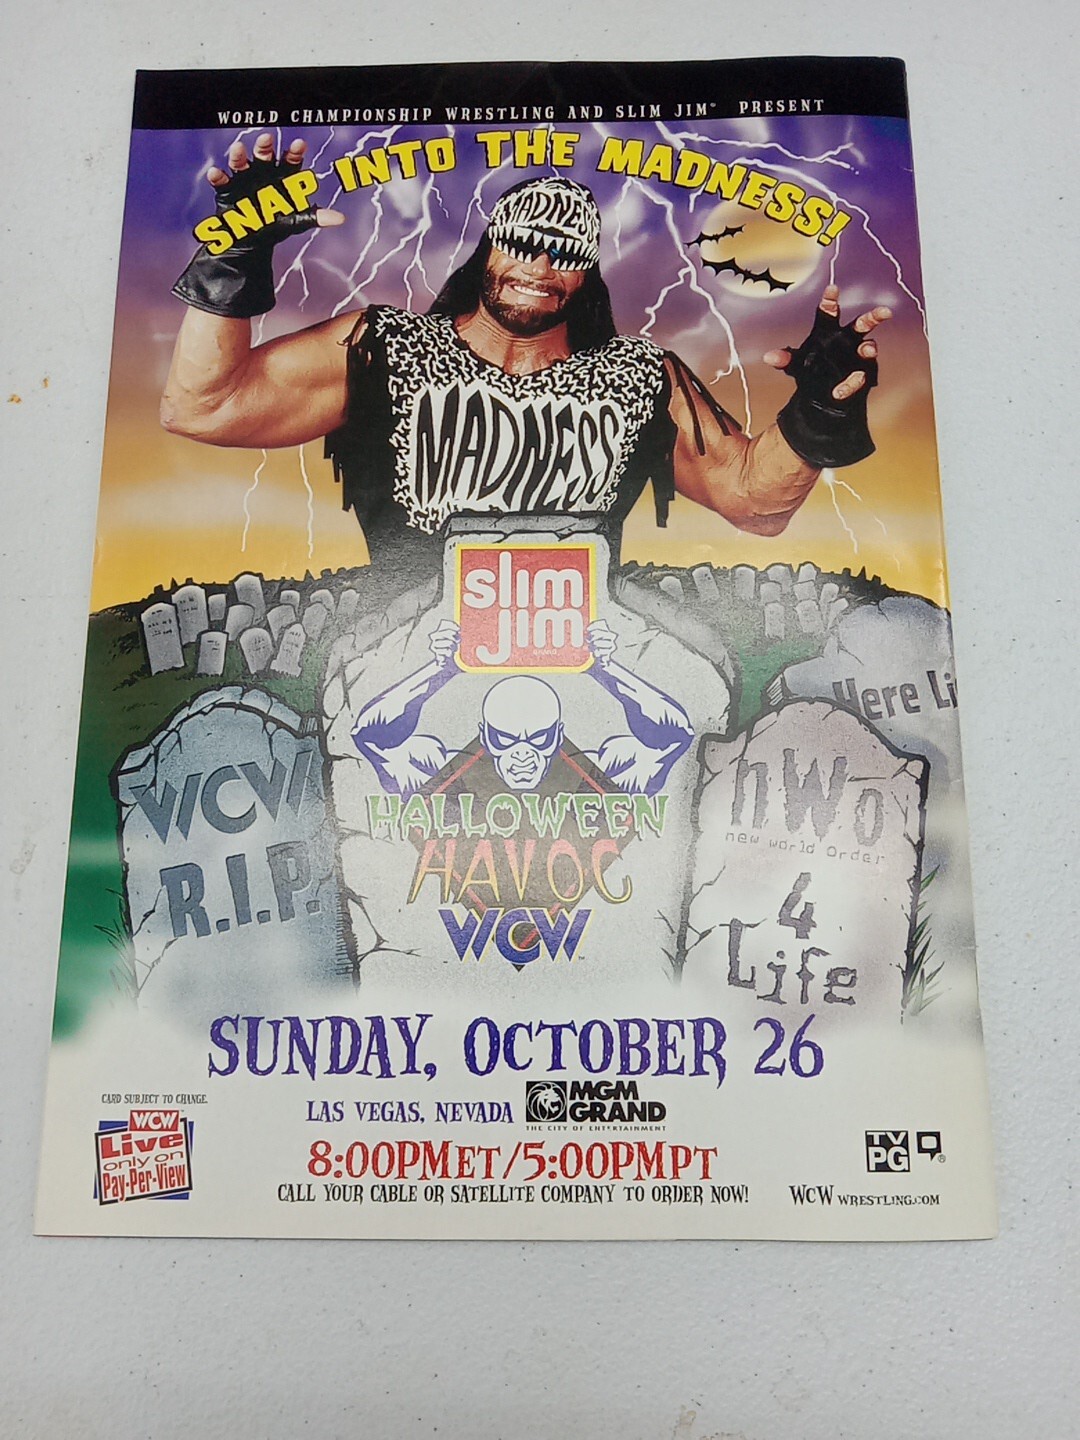 WORLD CHAMPIONSHIP WRESTLING AND SLIM JIM® PRESENT
SNAP INTO THE MADNESS!
MADNESS
MADNESS
slim
jim
Here Li
WCW
R.I.P.
nWo
new world order
4
Life
HALLOWEEN
HAVOC
WCW
SUNDAY, OCTOBER 26
LAS VEGAS, NEVADA
MGM
GRAND
THE CITY OF ENTERTAINMENT
8:00PMET/5:00PMPT
CALL YOUR CABLE OR SATELLITE COMPANY TO ORDER NOW!
CARD SUBJECT TO CHANGE.
WCW
Live
only on
Pay-Per-View
TV
PG
WCW WRESTLING.COM